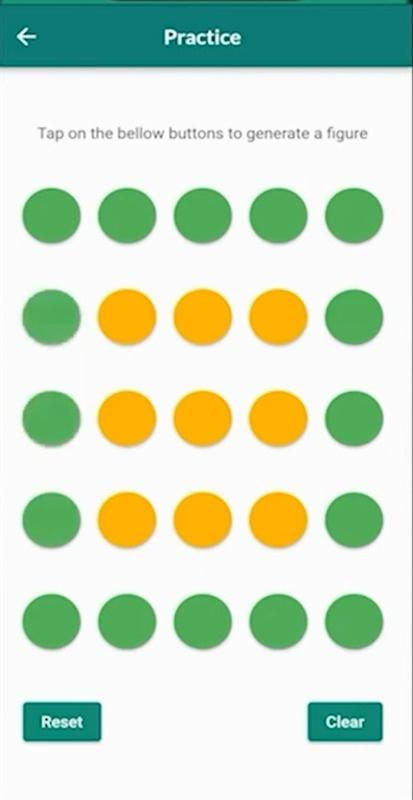 Practice
Tap on the bellow buttons to generate a figure
Reset
Clear